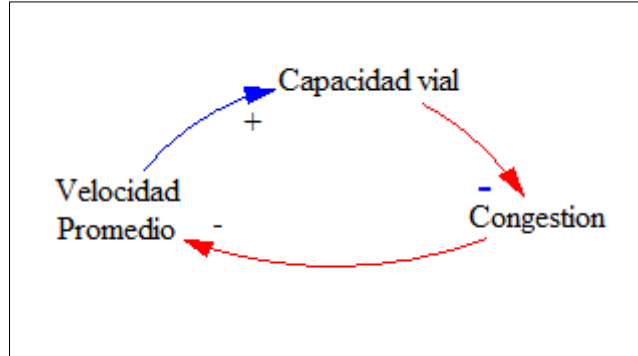 Capacidad vial
+
Velocidad
Promedio
-
-
Congestion